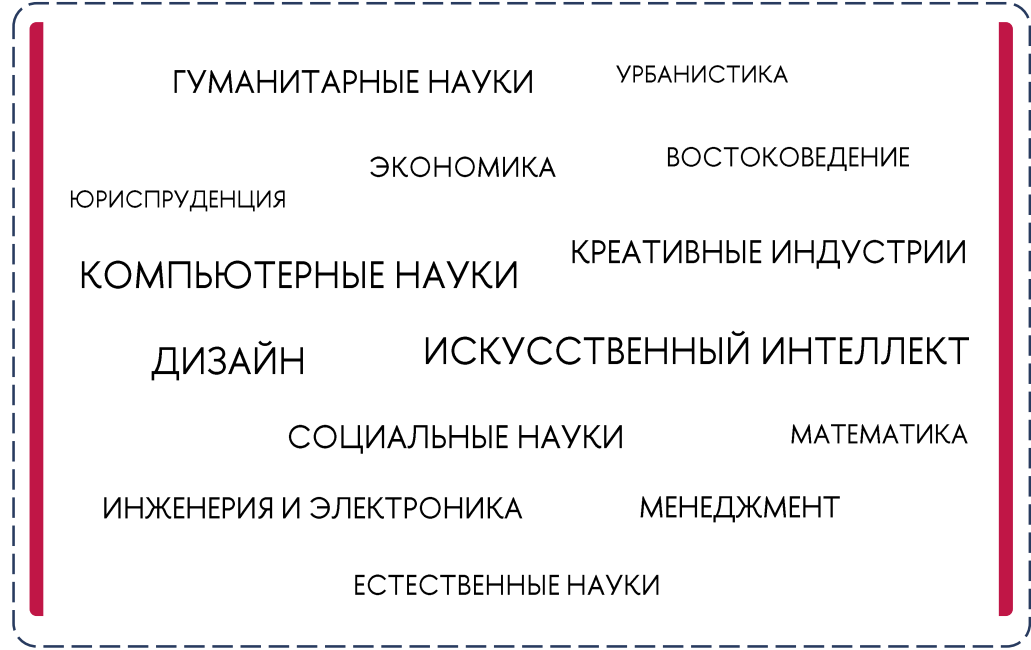 ГУМАНИТАРНЫЕ НАУКИ
УРБАНИСТИКА
ЭКОНОМИКА
ВОСТОКОВЕДЕНИЕ
ЮРИСПРУДЕНЦИЯ
КРЕАТИВНЫЕ ИНДУСТРИИ
КОМПЬЮТЕРНЫЕ НАУКИ
ДИЗАЙН
ИСКУССТВЕННЫЙ ИНТЕЛЛЕКТ
СОЦИАЛЬНЫЕ НАУКИ
МАТЕМАТИКА
ИНЖЕНЕРИЯ И ЭЛЕКТРОНИКА
МЕНЕДЖМЕНТ
ЕСТЕСТВЕННЫЕ НАУКИ